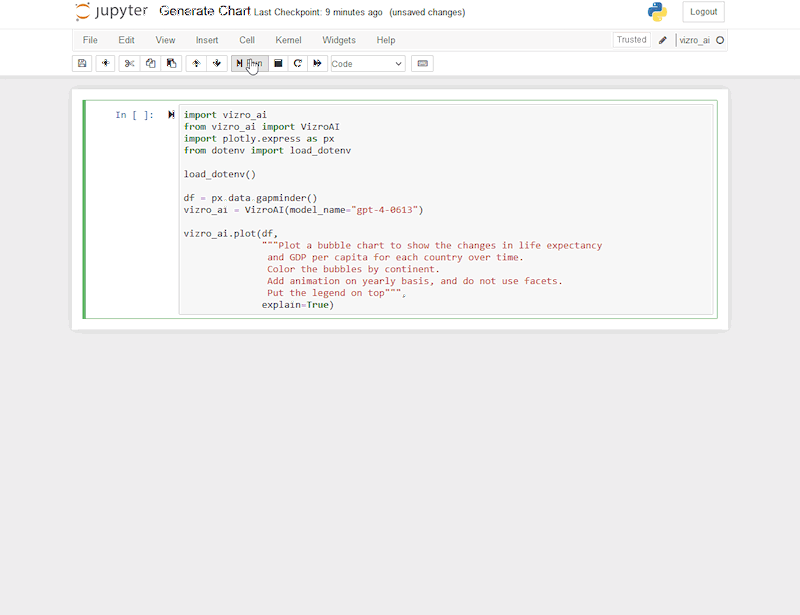 jupyter Generate Chart Last Checkpoint: 9 minutes ago (unsaved changes) Logout
File Edit View Insert Cell Kernel Widgets Help Trusted vizro_ai
Code
In [ ]: import vizro_ai
from vizro_ai import VizroAI
import plotly.express as px
from dotenv import load_dotenv
load_dotenv()
df = px.data.gapminder()
vizro_ai = VizroAI(model_name="gpt-4-0613")
vizro_ai.plot(df,
"""Plot a bubble chart to show the changes in life expectancy
and GDP per capita for each country over time.
Color the bubbles by continent.
Add animation on yearly basis, and do not use facets.
Put the legend on top""",
explain=True)